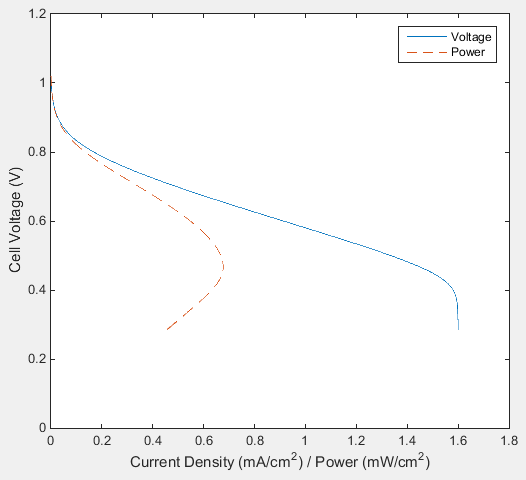 1.2
1
0.8
0.6
0.4
0.2
0
Cell Voltage (V)
Voltage
Power
0 0.2 0.4 0.6 0.8 1 1.2 1.4 1.6 1.8
Current Density (mA/cm²) / Power (mW/cm²)